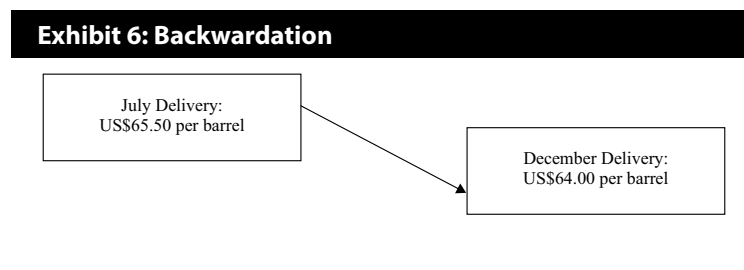 Exhibit 6: Backwardation
July Delivery:
US$65.50 per barrel
December Delivery:
US$64.00 per barrel